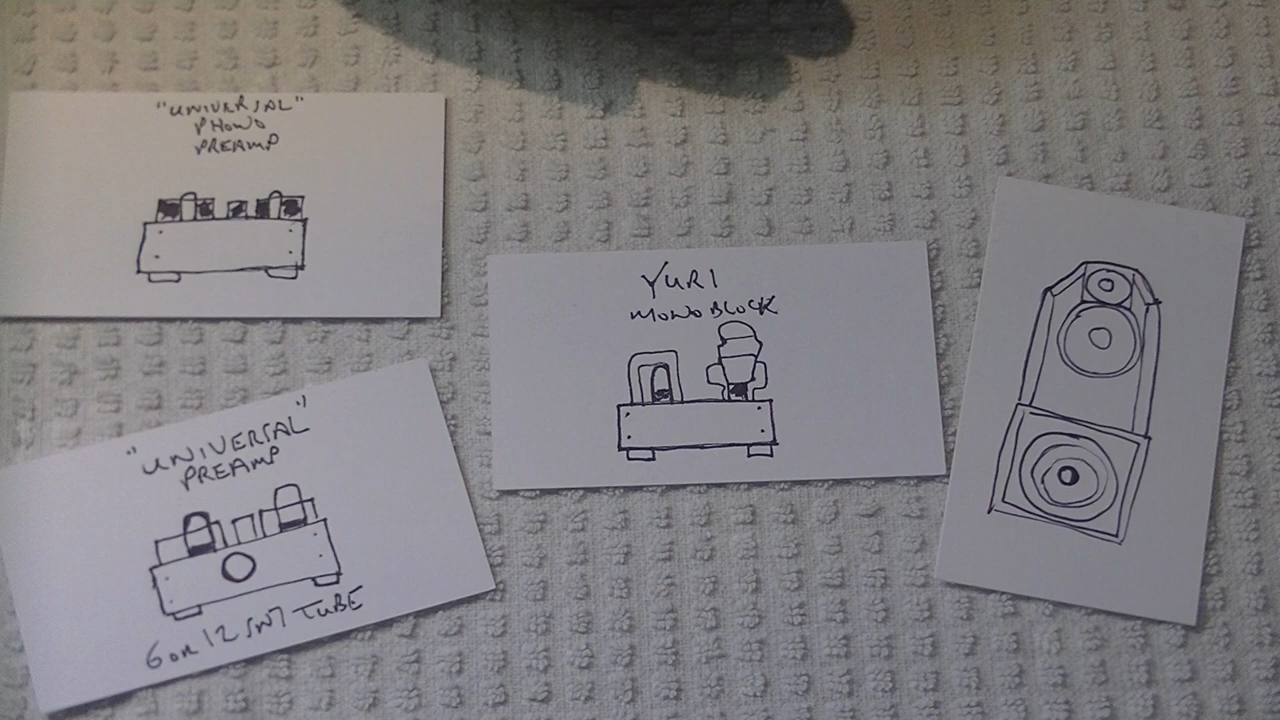 "UNIVERSAL"
PHONO
PREAMP
"UNIVERSAL"
PREAMP
6 OR 12 SN7 TUBE
YURI
MONOBLOCK